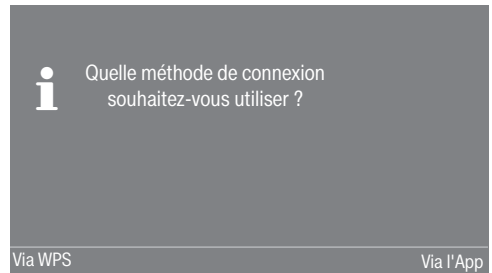 Quelle méthode de connexion
souhaitez-vous utiliser ?
Via WPS
Via l'App